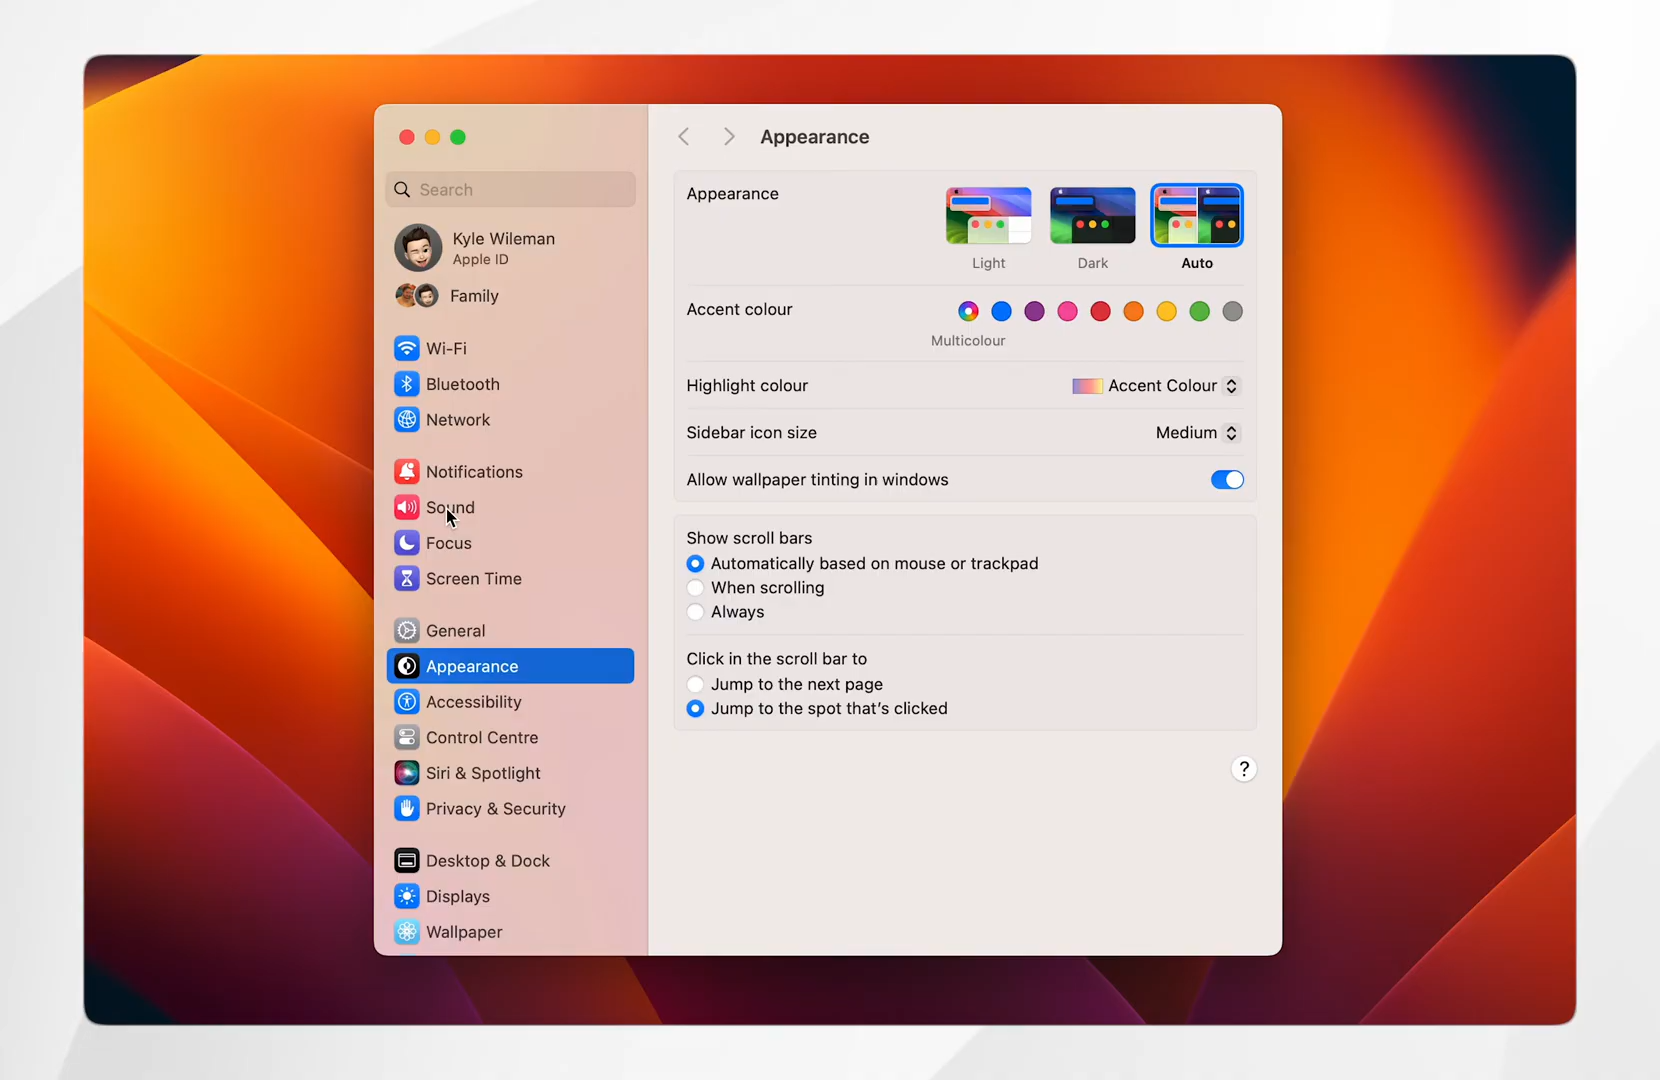 Search
Kyle Wileman
Apple ID
Family
Wi-Fi
Bluetooth
Network
Notifications
Sound
Focus
Screen Time
General
Appearance
Accessibility
Control Centre
Siri & Spotlight
Privacy & Security
Desktop & Dock
Displays
Wallpaper
Appearance
Appearance
Light
Dark
Auto
Accent colour
Multicolour
Highlight colour
Accent Colour
Sidebar icon size
Medium
Allow wallpaper tinting in windows
Show scroll bars
Automatically based on mouse or trackpad
When scrolling
Always
Click in the scroll bar to
Jump to the next page
Jump to the spot that's clicked
?